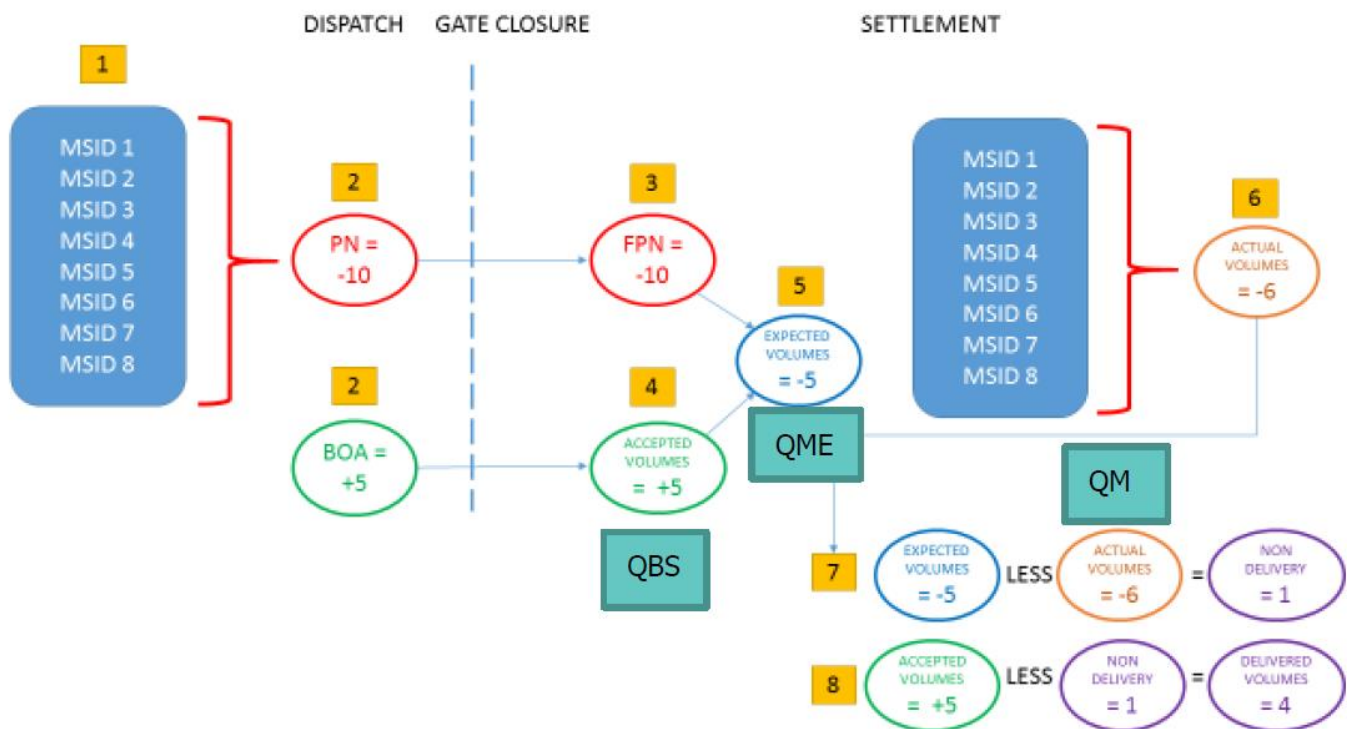 DISPATCH GATE CLOSURE SETTLEMENT
1
MSID 1
MSID 2
MSID 3
MSID 4
MSID 5
MSID 6
MSID 7
MSID 8
2
PN =
-10
2
BOA =
+5
3
FPN =
-10
4
ACCEPTED
VOLUMES
= +5
QBS
5
EXPECTED
VOLUMES
= -5
QME
MSID 1
MSID 2
MSID 3
MSID 4
MSID 5
MSID 6
MSID 7
MSID 8
6
ACTUAL
VOLUMES
= -6
QM
7
EXPECTED
VOLUMES
= -5
LESS
ACTUAL
VOLUMES
= -6
=
NON
DELIVERY
= 1
8
ACCEPTED
VOLUMES
= +5
LESS
NON
DELIVERY
= 1
=
DELIVERED
VOLUMES
= 4